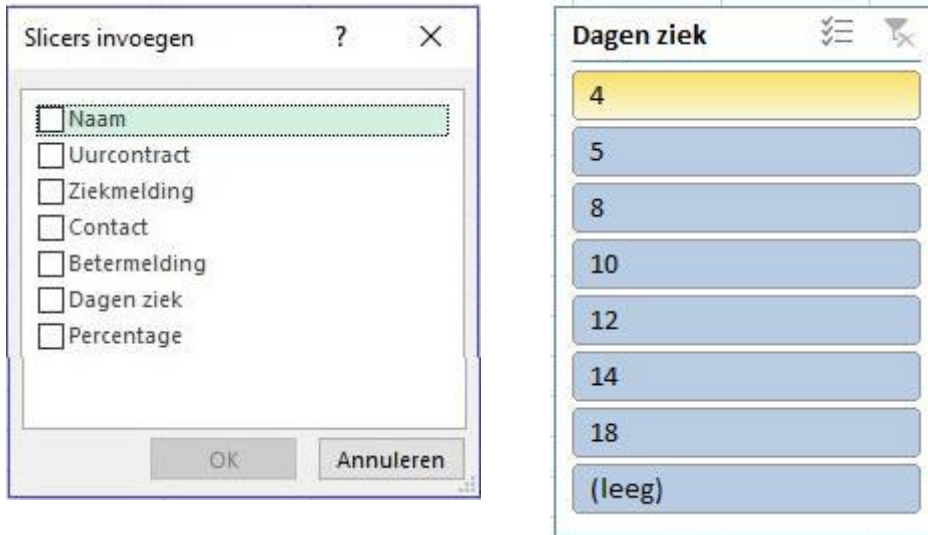 Slicers invoegen ?
Naam
Uurcontract
Ziekmelding
Contact
Betermelding
Dagen ziek
Percentage
OK Annuleren
Dagen ziek
4
5
8
10
12
14
18
(leeg)